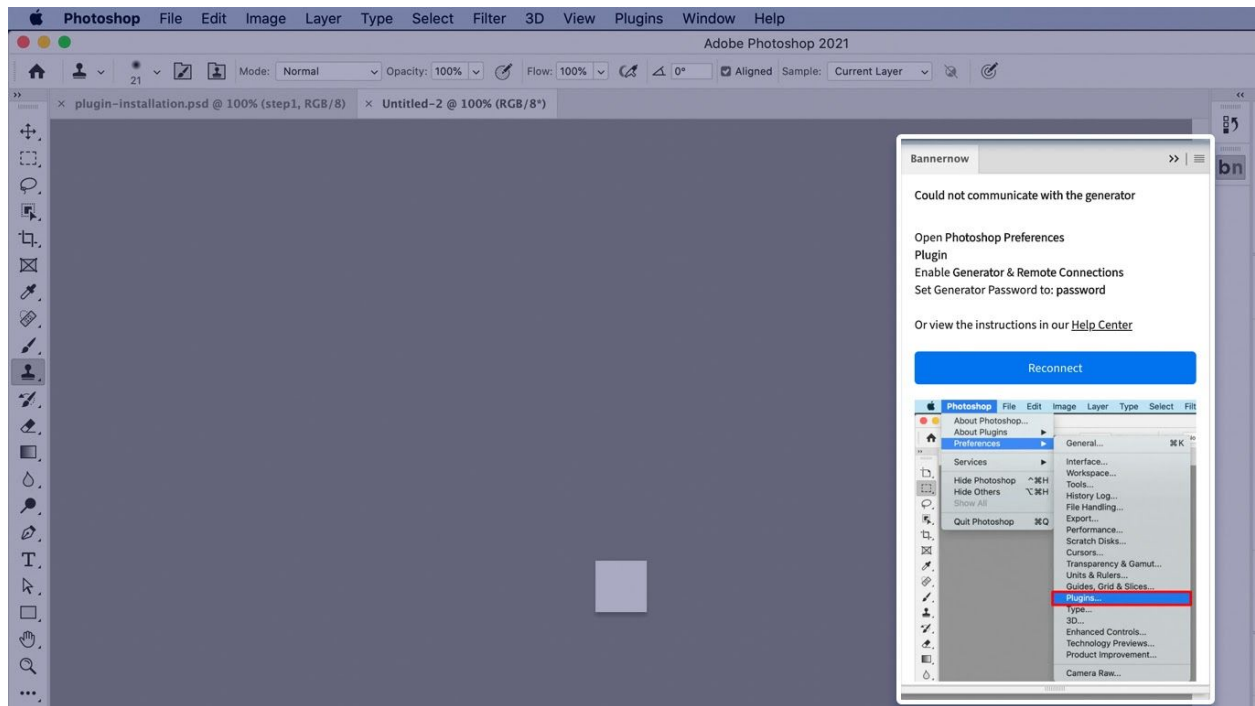 Photoshop File Edit Image Layer Type Select Filter 3D View Plugins Window Help
Adobe Photoshop 2021
21 Mode: Normal Opacity: 100% Flow: 100% 0° Aligned Sample: Current Layer
× plugin-installation.psd @ 100% (step1, RGB/8) × Untitled-2 @ 100% (RGB/8*)
bn
Bannernow
Could not communicate with the generator
Open Photoshop Preferences
Plugin
Enable Generator & Remote Connections
Set Generator Password to: password
Or view the instructions in our Help Center
Reconnect
Photoshop File Edit Image Layer Type Select Filt
About Photoshop...
About Plugins
Preferences
Services
Hide Photoshop ^⌘H
Hide Others ⌥⌘H
Show All
Quit Photoshop ⌘Q
General... ⌘K
Interface...
Workspace...
Tools...
History Log...
File Handling...
Export...
Performance...
Scratch Disks...
Cursors...
Transparency & Gamut...
Units & Rulers...
Guides, Grid & Slices...
Plugins...
Type...
3D...
Enhanced Controls...
Technology Previews...
Product Improvement...
Camera Raw...